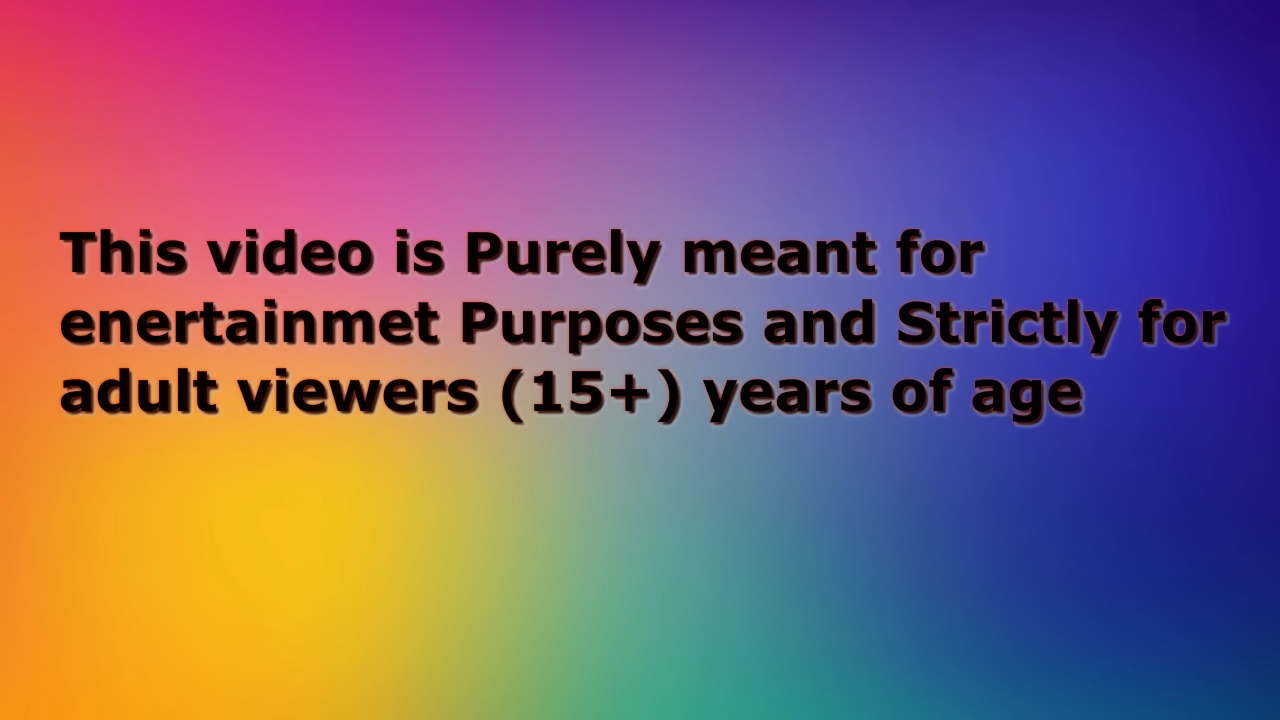 This video is Purely meant for
enertainmet Purposes and Strictly for
adult viewers (15+) years of age